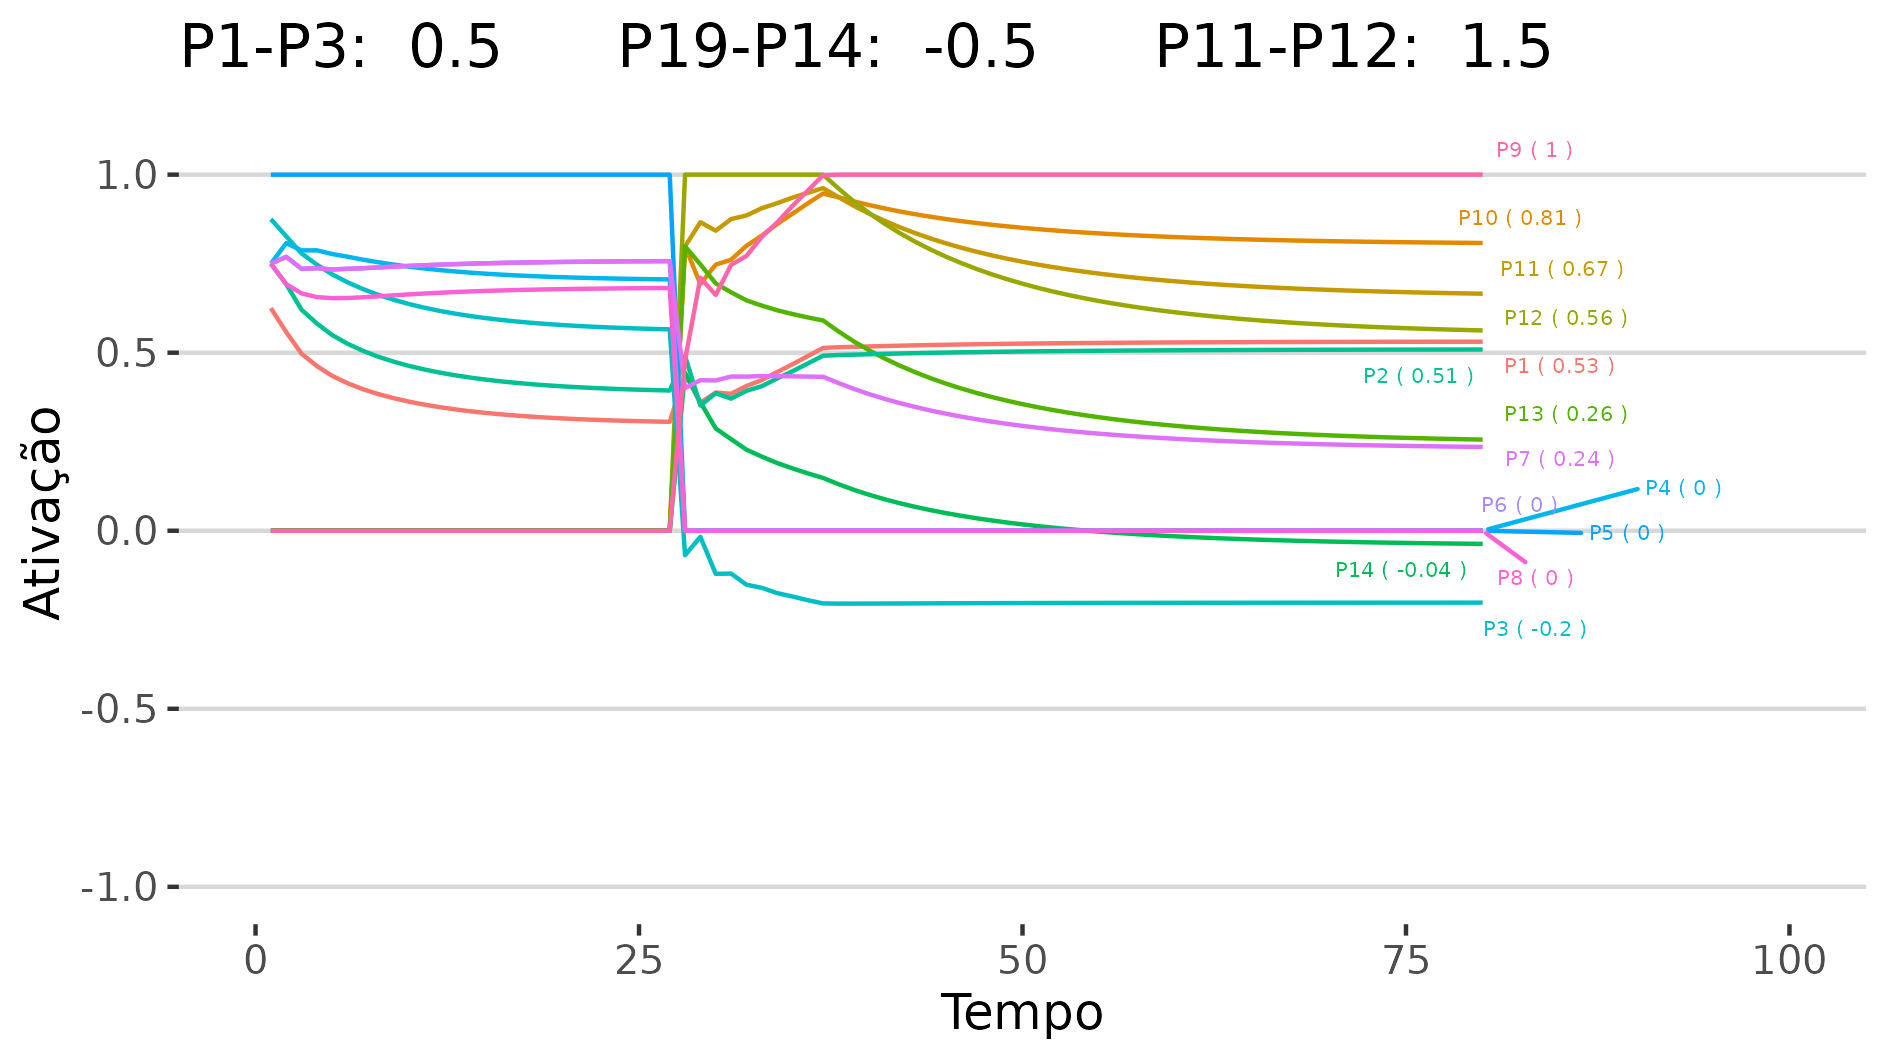 P1-P3:  0.5  P19-P14:  -0.5  P11-P12:  1.5
Ativação
1.0
0.5
0.0
-0.5
-1.0
P9 ( 1 )
P10 ( 0.81 )
P11 ( 0.67 )
P12 ( 0.56 )
P1 ( 0.53 )
P2 ( 0.51 )
P13 ( 0.26 )
P7 ( 0.24 )
P4 ( 0 )
P6 ( 0 )
P5 ( 0 )
P14 ( -0.04 )
P8 ( 0 )
P3 ( -0.2 )
0 25 50 75 100
Tempo